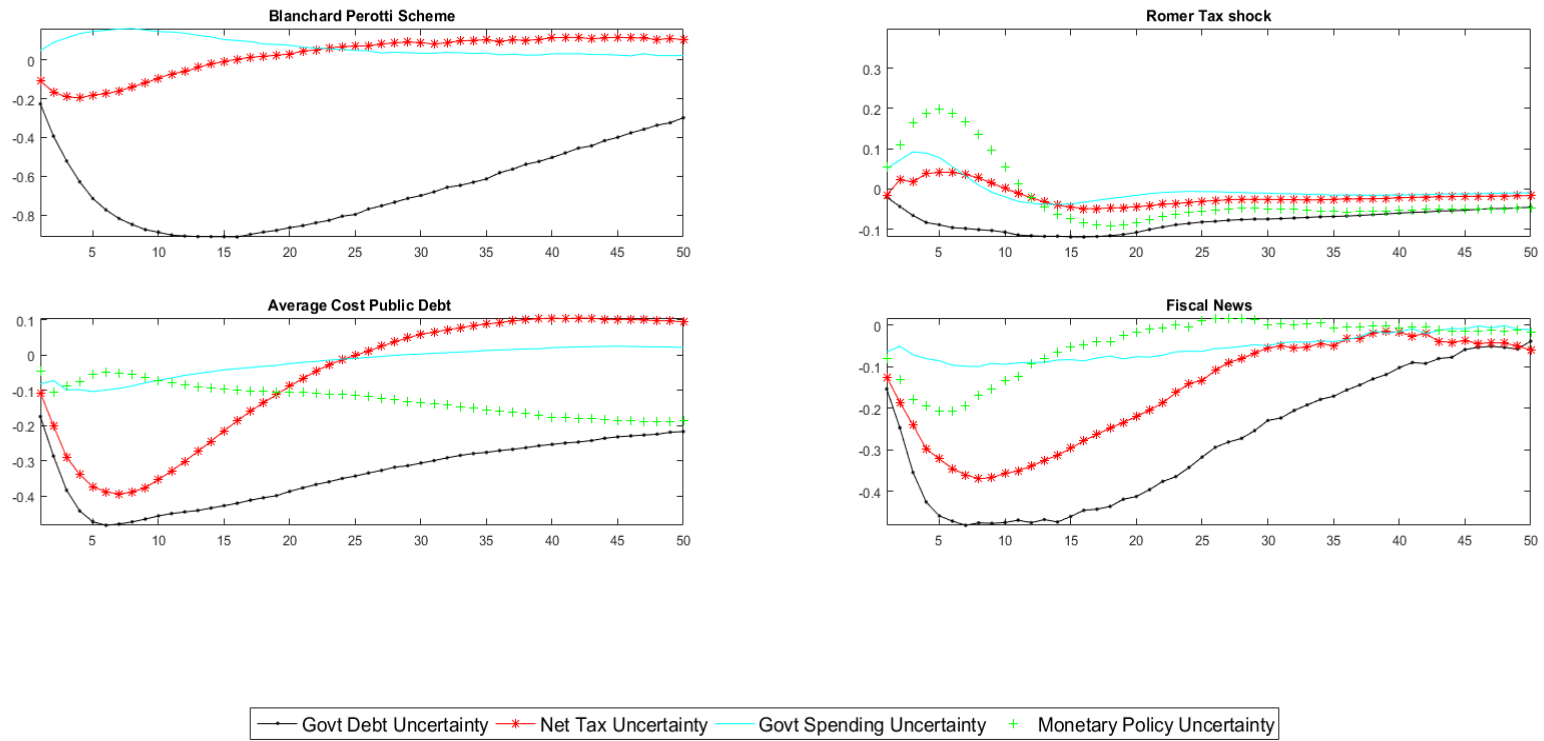 Blanchard Perotti Scheme
0
-0.2
-0.4
-0.6
-0.8
5 10 15 20 25 30 35 40 45 50
Romer Tax shock
0.3
0.2
0.1
0
-0.1
5 10 15 20 25 30 35 40 45 50
Average Cost Public Debt
0.1
0
-0.1
-0.2
-0.3
-0.4
5 10 15 20 25 30 35 40 45 50
Fiscal News
0
-0.1
-0.2
-0.3
-0.4
5 10 15 20 25 30 35 40 45 50
Govt Debt Uncertainty Net Tax Uncertainty Govt Spending Uncertainty Monetary Policy Uncertainty